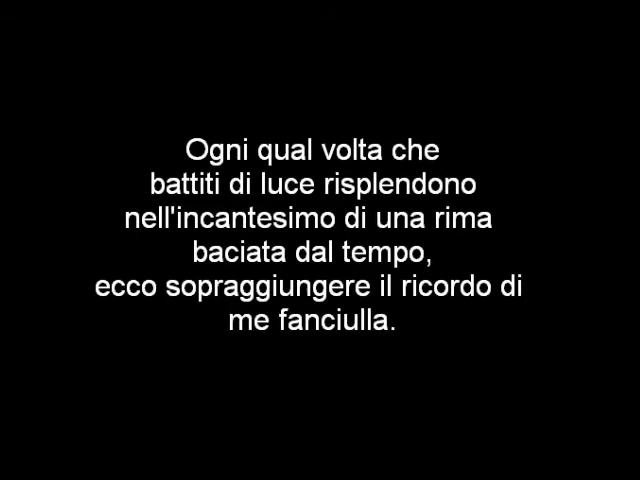 Ogni qual volta che
battiti di luce risplendono
nell'incantesimo di una rima
baciata dal tempo,
ecco sopraggiungere il ricordo di
me fanciulla.